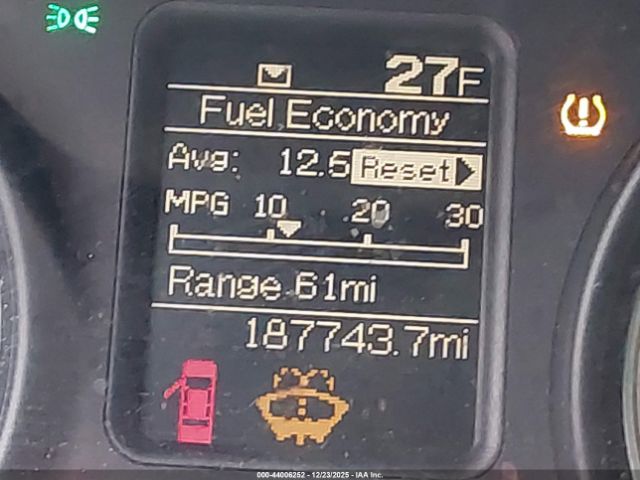 27F
Fuel Economy
Avg: 12.5 Reset
MPG 10 20 30
Range 61mi
187743.7mi
000-44006252 - 12/23/2025 - IAA Inc.